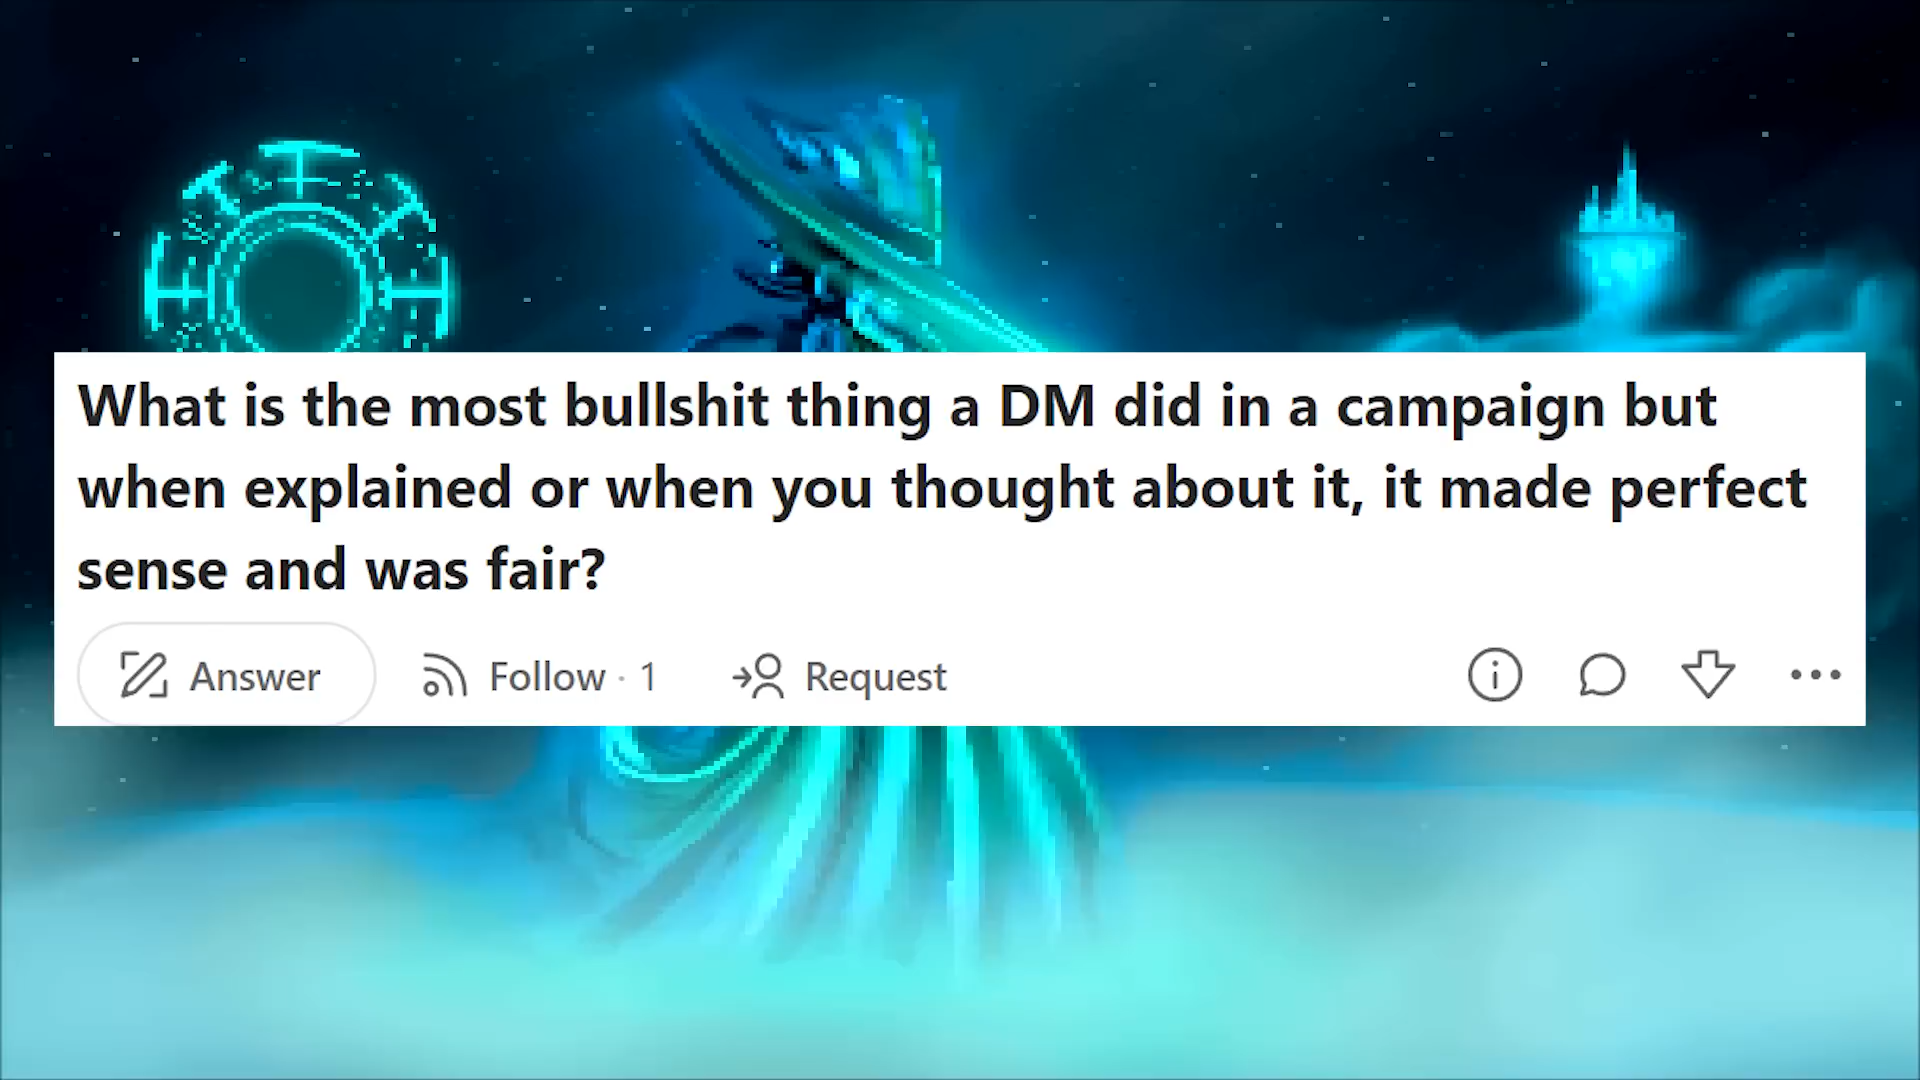 What is the most bullshit thing a DM did in a campaign but
when explained or when you thought about it, it made perfect
sense and was fair?
Answer Follow · 1 Request